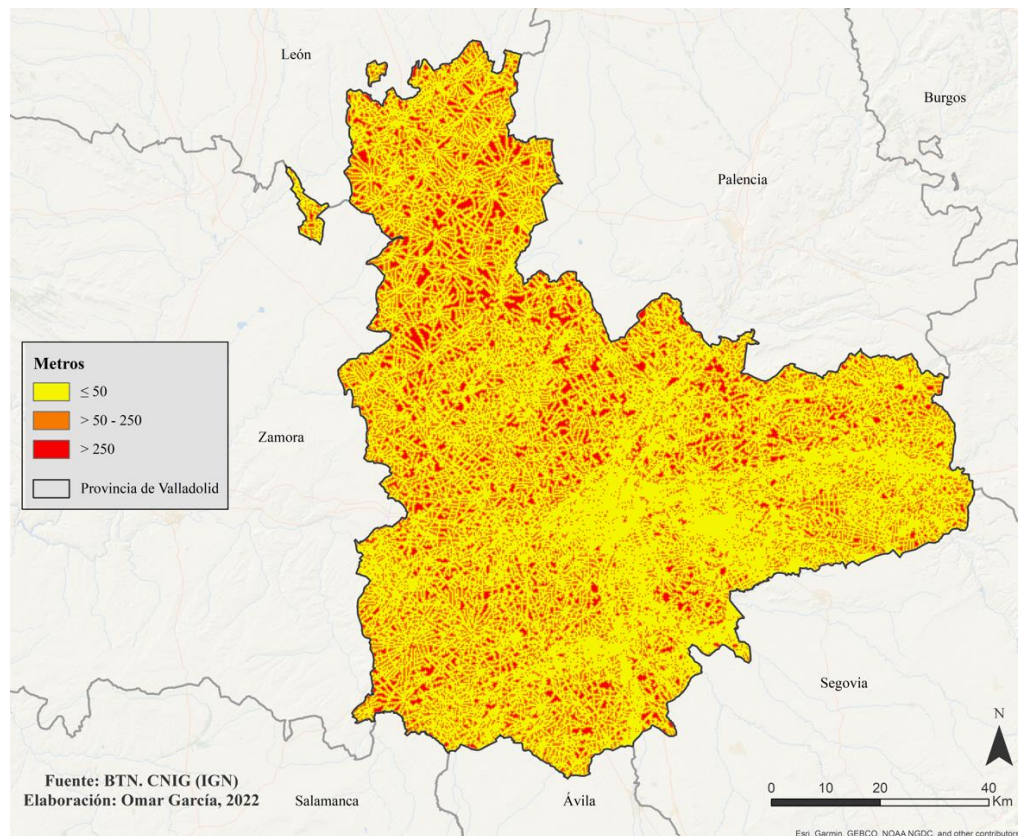 León
Burgos
Palencia
Metros
≤ 50
> 50 - 250
> 250
Provincia de Valladolid
Zamora
Segovia
N
Fuente: BTN. CNIG (IGN)
Elaboración: Omar García, 2022
Salamanca
Ávila
0 10 20 40
Km
Esri, Garmin, GEBCO, NOAA NGDC, and other contributors